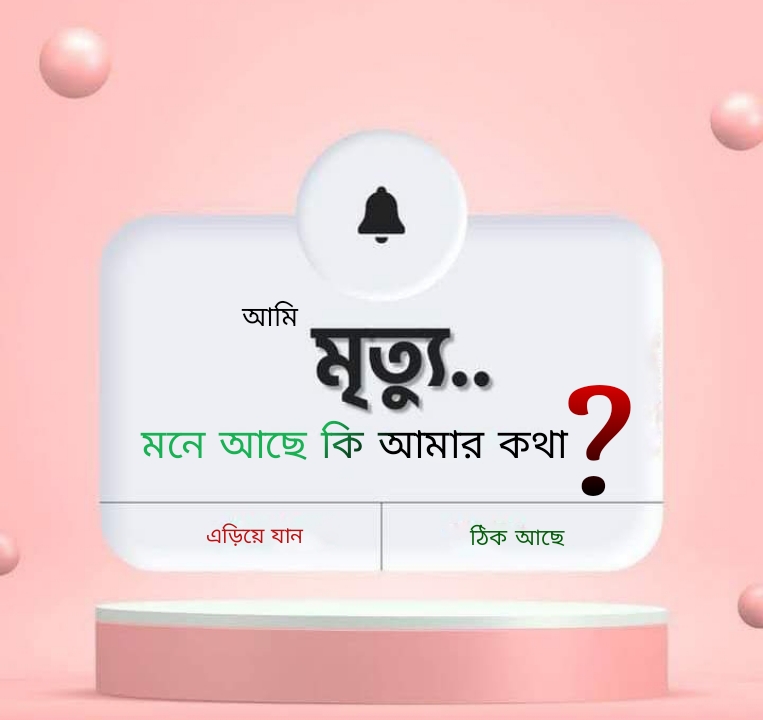 আমি
মৃত্যু..
মনে আছে কি আমার কথা?
এড়িয়ে যান
ঠিক আছে